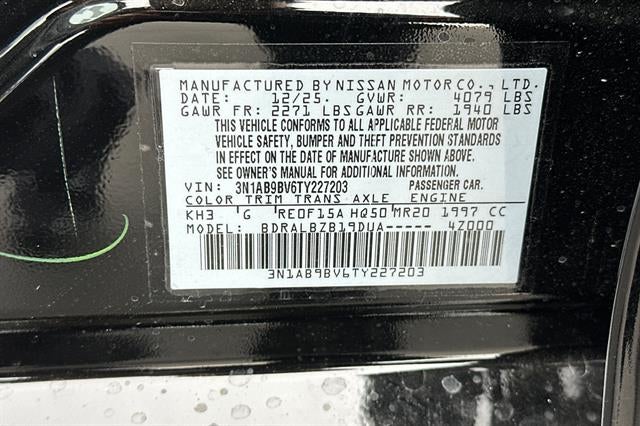 MANUFACTURED BY NISSAN MOTOR CO., LTD.
DATE: 12/25. GVWR: 4079 LBS
GAWR FR: 2271 LBS GAWR RR: 1940 LBS
THIS VEHICLE CONFORMS TO ALL APPLICABLE FEDERAL MOTOR
VEHICLE SAFETY, BUMPER AND THEFT PREVENTION STANDARDS
IN EFFECT ON THE DATE OF MANUFACTURE SHOWN ABOVE.
SEE OWNER'S MANUAL FOR ADDITIONAL INFORMATION.
VIN: 3N1AB9BV6TY227203 PASSENGER CAR.
COLOR TRIM TRANS AXLE ENGINE
KH3 G RE0F15A HQ50 MR20 1997 CC
MODEL: BDRALBZB19DUA----- 4Z000
3N1AB9BV6TY227203